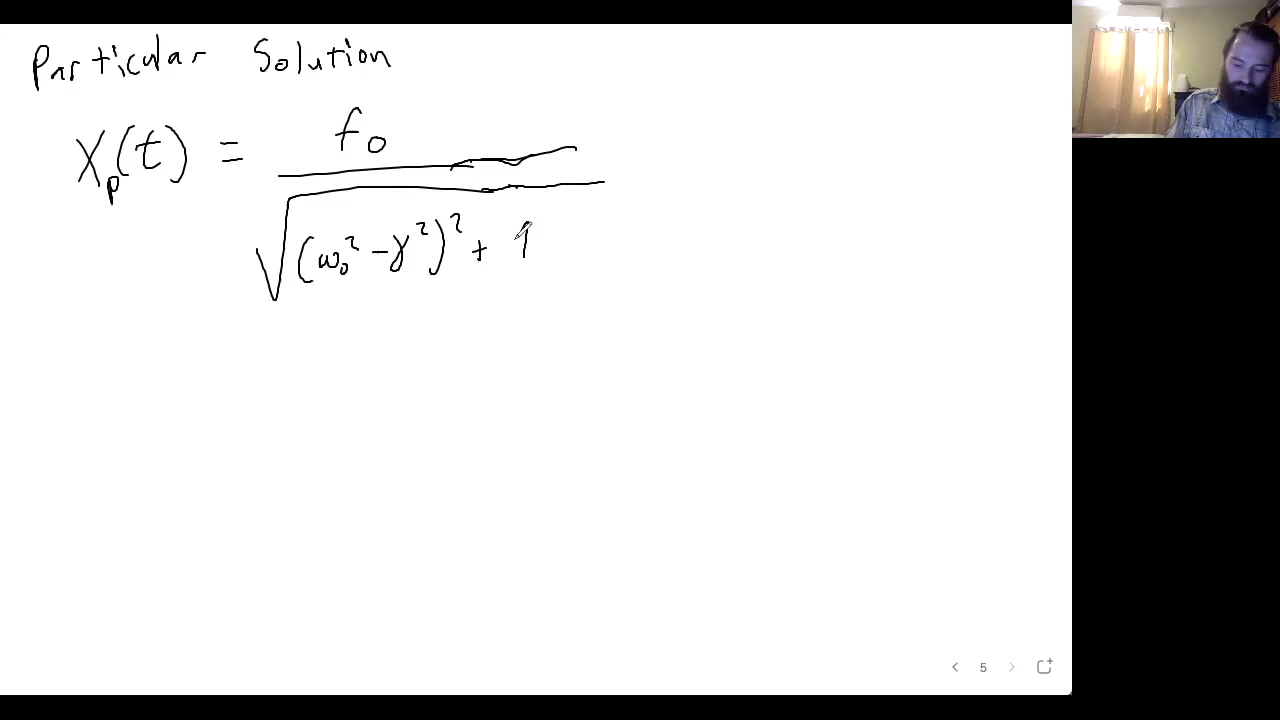 Particular Solution
Xp(t) = f₀
√(ω₀² - γ²)² +
5